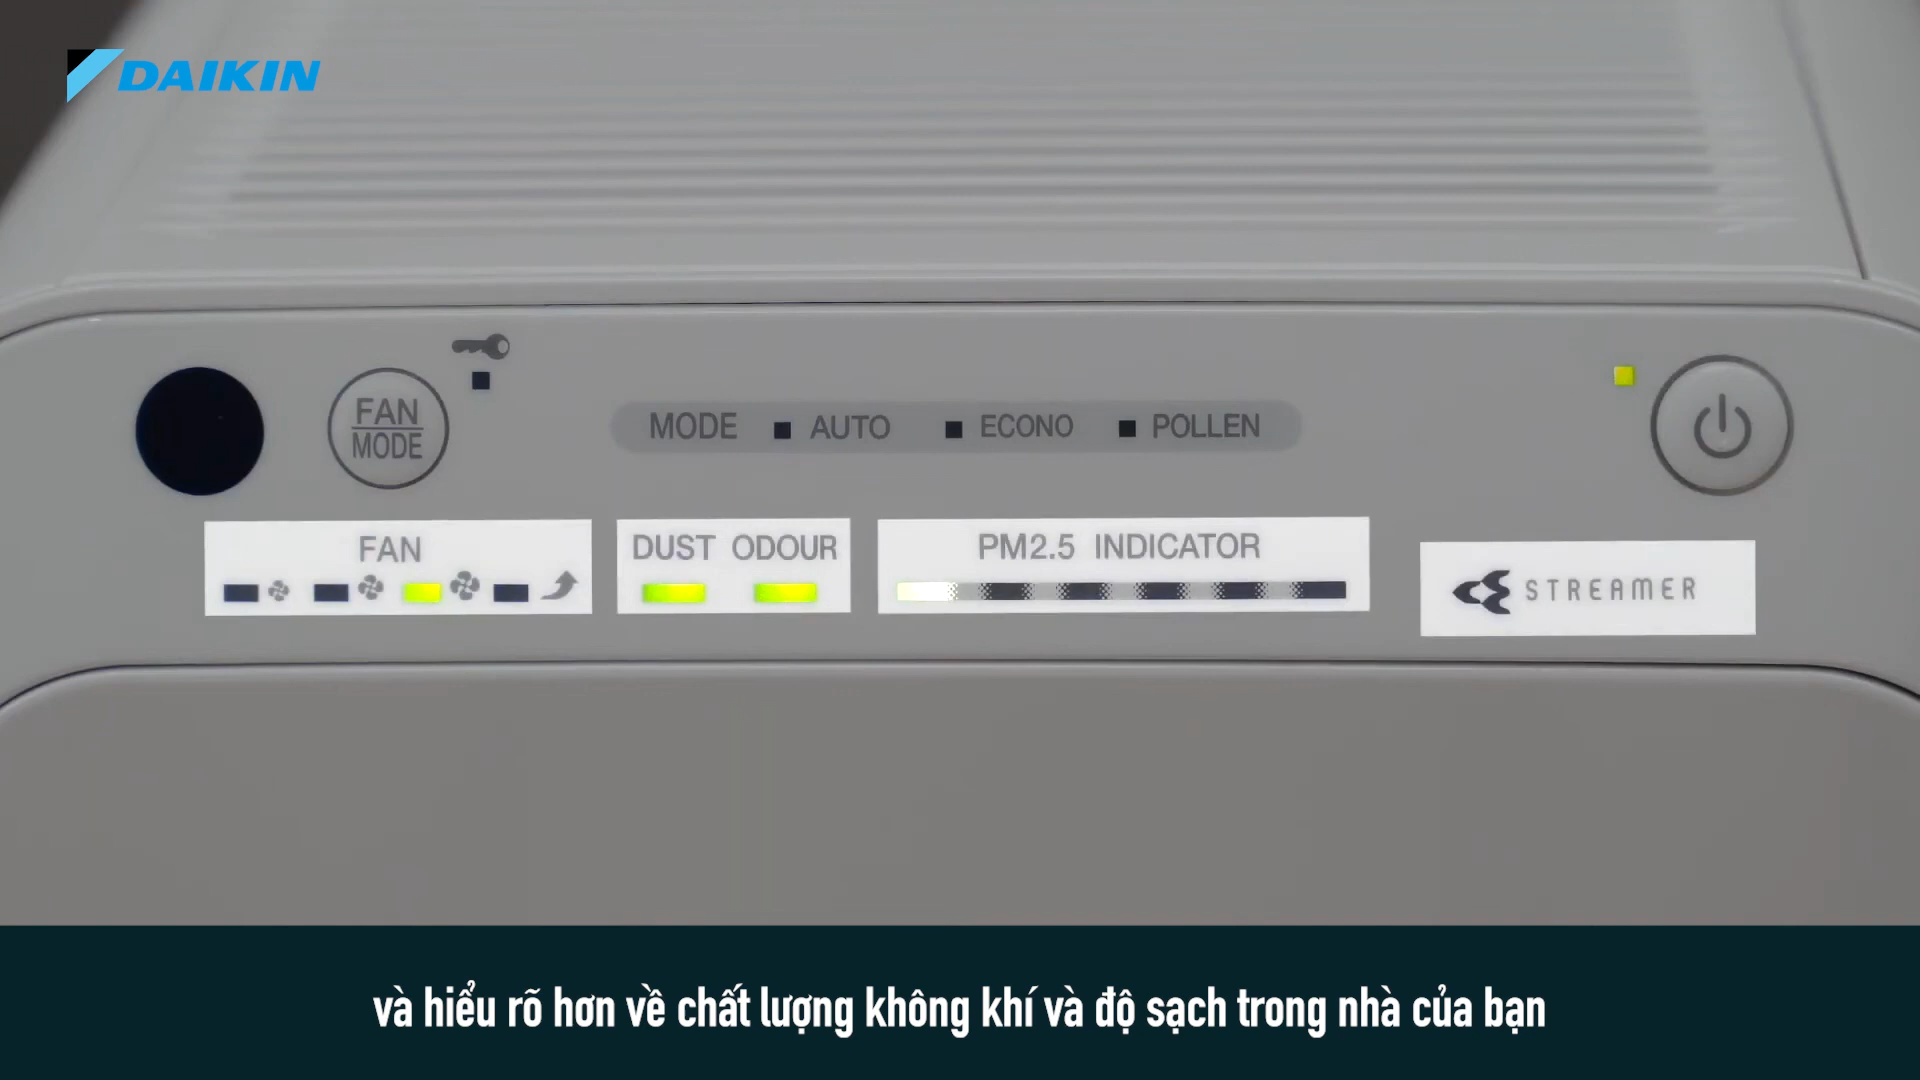 DAIKIN
FAN
MODE
MODE AUTO ECONO POLLEN
FAN
DUST ODOUR
PM2.5 INDICATOR
STREAMER
và hiểu rõ hơn về chất lượng không khí và độ sạch trong nhà của bạn